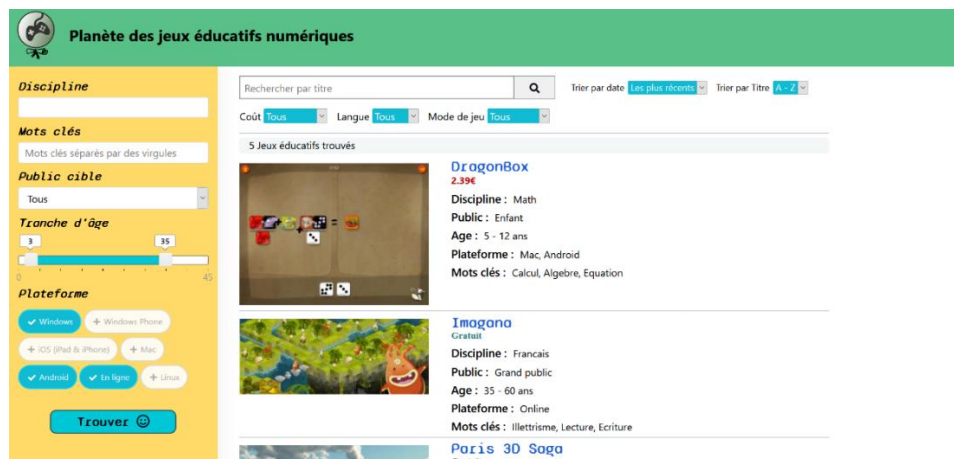 Planète des jeux éducatifs numériques
Discipline
Mots clés
Mots clés séparés par des virgules
Public cible
Tous
Tranche d'âge
3 35
0 45
Plateforme
Windows Windows Phone
iOS (iPad & iPhone) Mac
Android En ligne Linux
Trouver
Rechercher par titre Trier par date Les plus récents Trier par Titre A - Z
Coût Tous Langue Tous Mode de jeu Tous
5 Jeux éducatifs trouvés
DragonBox
2.39€
Discipline : Math
Public : Enfant
Age : 5 - 12 ans
Plateforme : Mac, Android
Mots clés : Calcul, Algebre, Equation
Imagana
Gratuit
Discipline : Francais
Public : Grand public
Age : 35 - 60 ans
Plateforme : Online
Mots clés : Illettrisme, Lecture, Ecriture
Paris 3D Saga